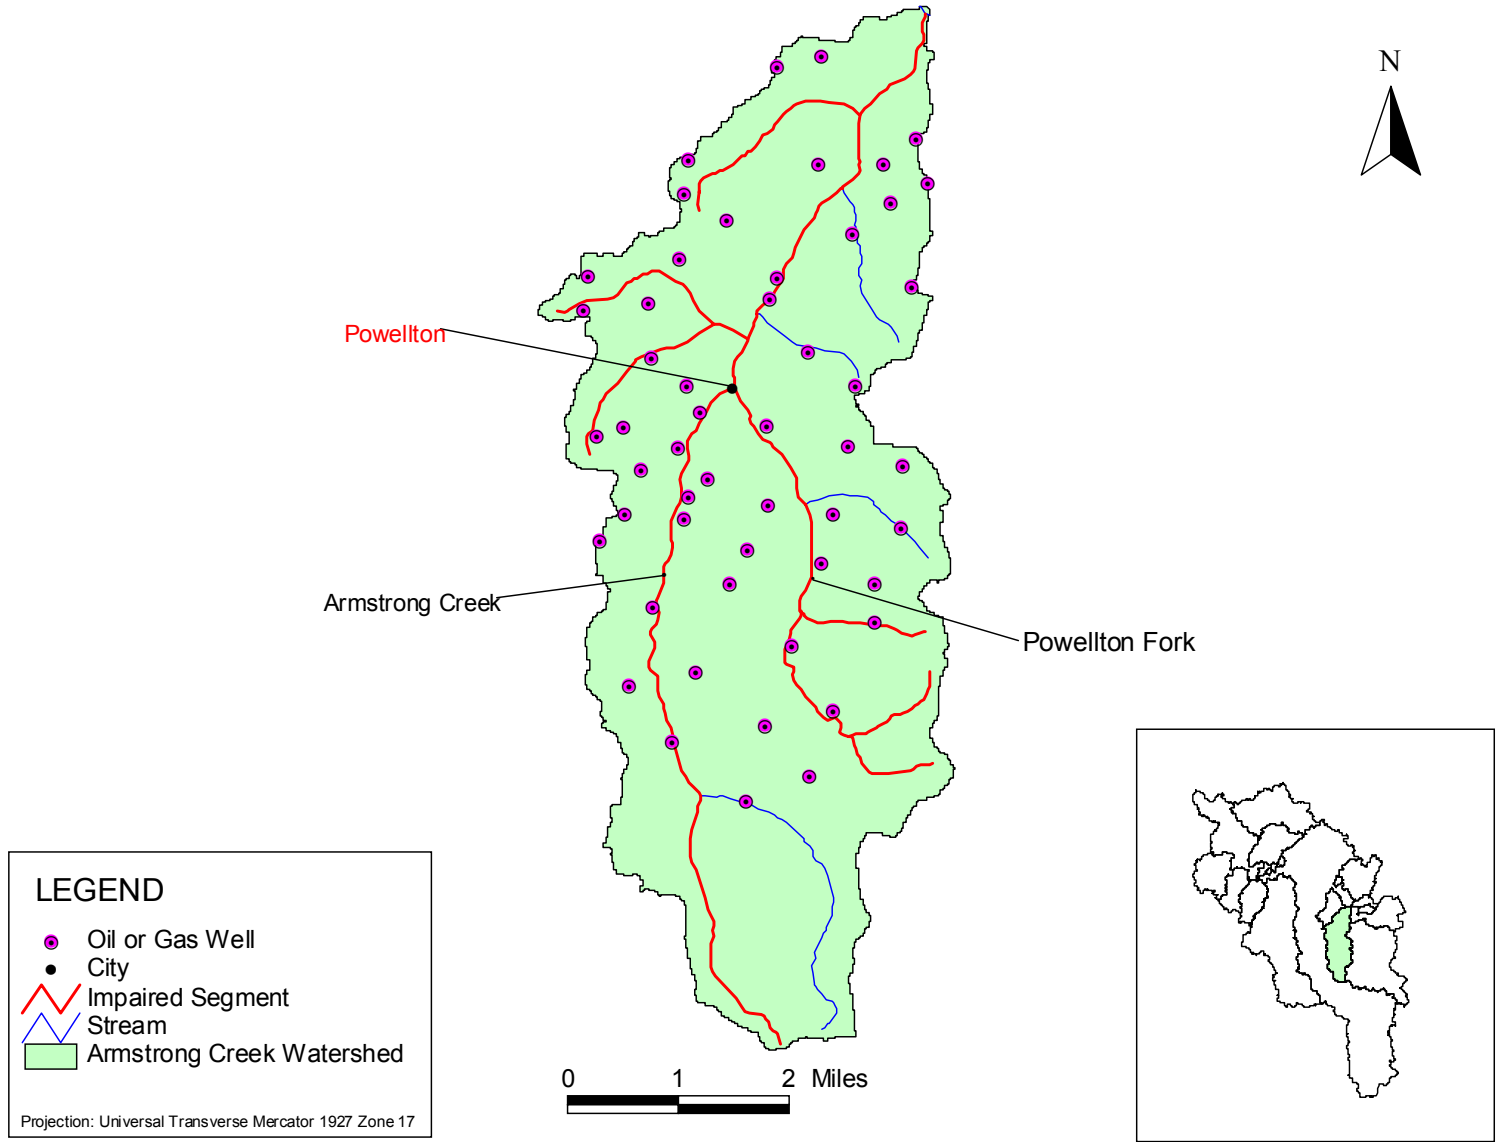 N
Powellton
Armstrong Creek
Powellton Fork
LEGEND
Oil or Gas Well
City
Impaired Segment
Stream
Armstrong Creek Watershed
Projection: Universal Transverse Mercator 1927 Zone 17
0 1 2 Miles